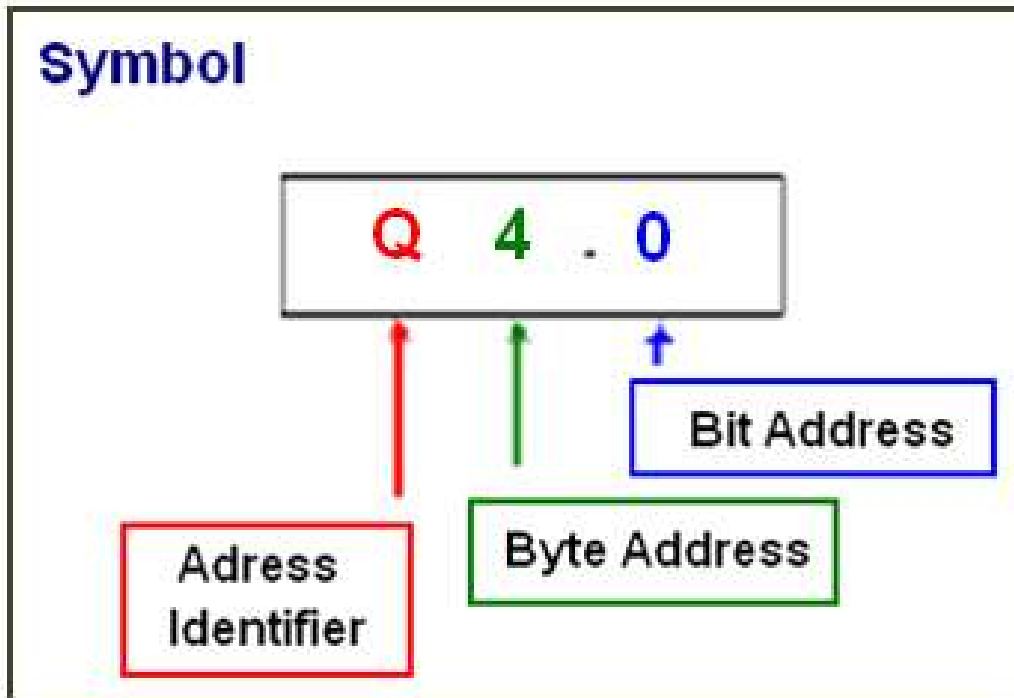 Symbol
Q 4 . 0
Bit Address
Byte Address
Adress
Identifier